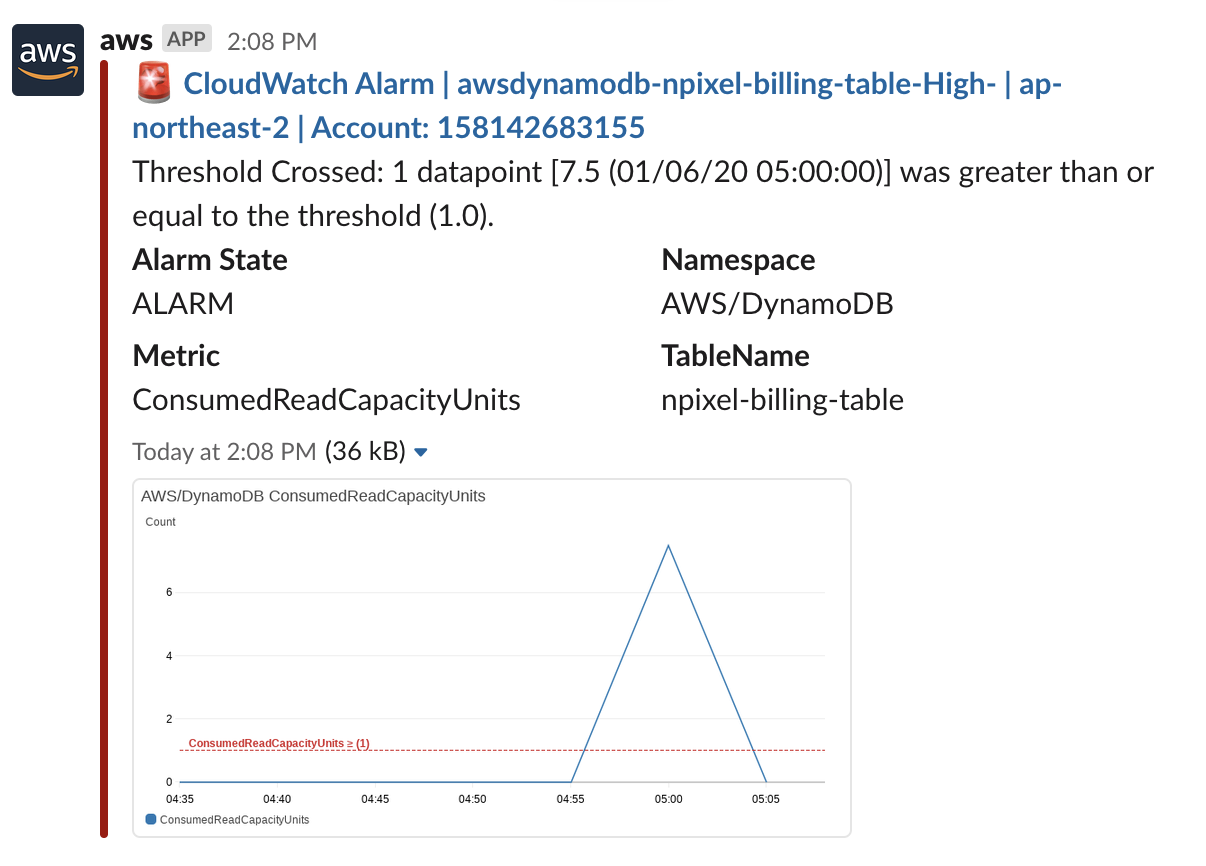 aws
aws APP 2:08 PM
CloudWatch Alarm | awsdynamodb-npixel-billing-table-High- | ap-
northeast-2 | Account: 158142683155
Threshold Crossed: 1 datapoint [7.5 (01/06/20 05:00:00)] was greater than or
equal to the threshold (1.0).
Alarm State Namespace
ALARM AWS/DynamoDB
Metric TableName
ConsumedReadCapacityUnits npixel-billing-table
Today at 2:08 PM (36 kB)
AWS/DynamoDB ConsumedReadCapacityUnits
Count
6
4
2
ConsumedReadCapacityUnits ≥ (1)
0
04:35 04:40 04:45 04:50 04:55 05:00 05:05
ConsumedReadCapacityUnits